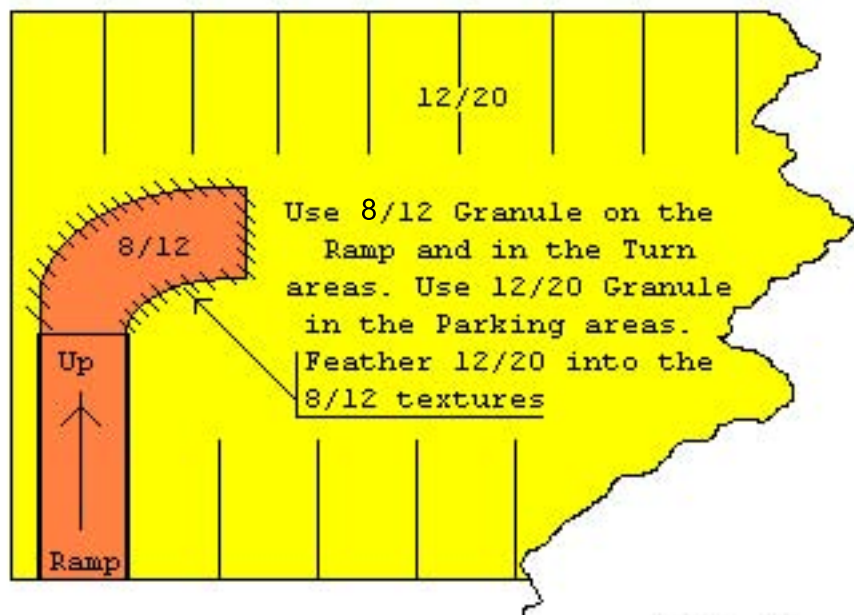 12/20
8/12
Use 8/12 Granule on the
Ramp and in the Turn
areas. Use 12/20 Granule
in the Parking areas.
Feather 12/20 into the
8/12 textures
Up
Ramp